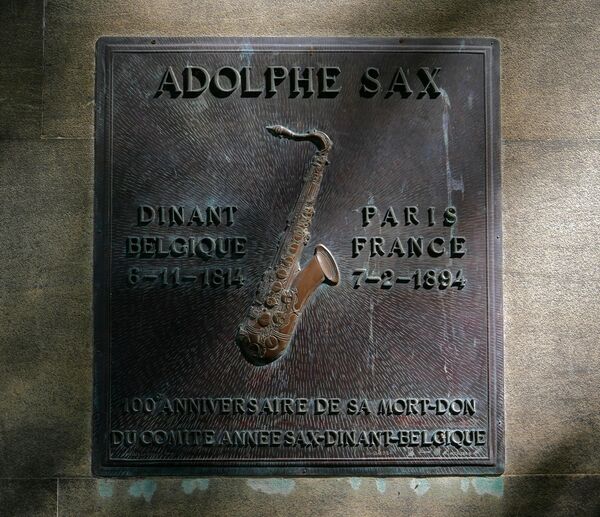 ADOLPHE SAX
DINANT
BELGIQUE
6-11-1814
PARIS
FRANCE
7-2-1894
100 ANNIVERSAIRE DE SA MORT-DON
DU COMITE ANNEE SAX-DINANT-BELGIQUE